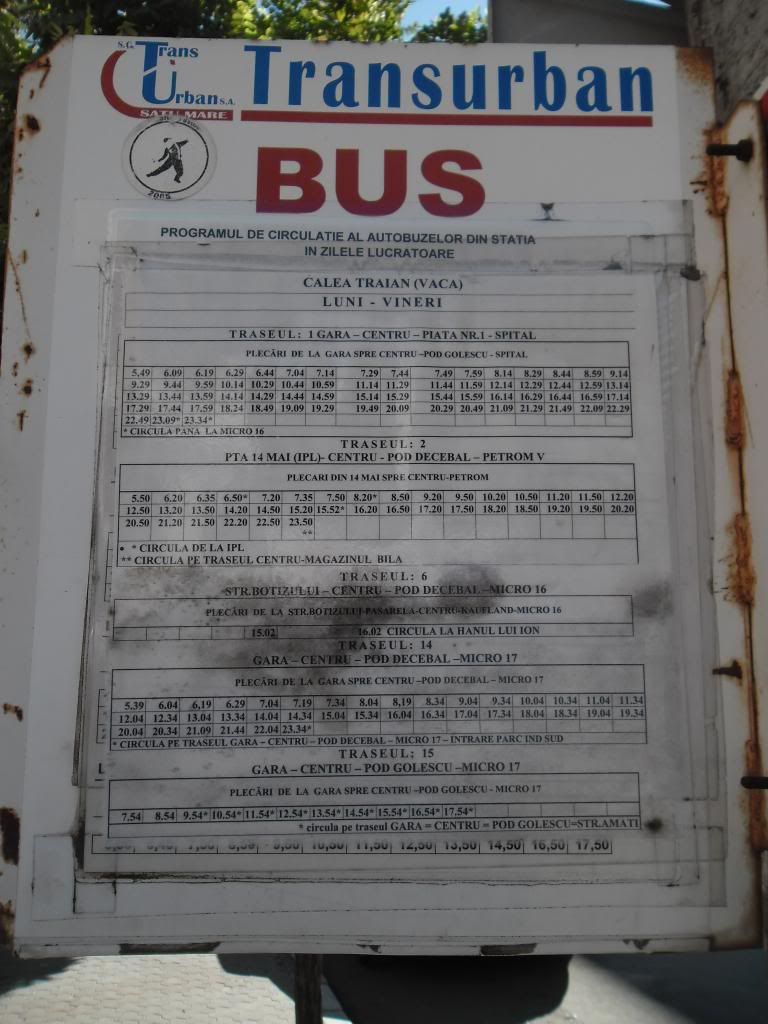 S.C. Trans
Urban S.A.
SATU MARE
Transurban
2005
BUS
PROGRAMUL DE CIRCULATIE AL AUTOBUZELOR DIN STATIA
IN ZILELE LUCRATOARE
CALEA TRAIAN (VACA)
LUNI - VINERI
TRASEUL: 1 GARA – CENTRU – PIATA NR.1 - SPITAL
PLECĂRI DE LA GARA SPRE CENTRU –POD GOLESCU - SPITAL
5.49 6.09 6.19 6.29 6.44 7.04 7.14 7.29 7.44 7.49 7.59 8.14 8.29 8.44 8.59 9.14
9.29 9.44 9.59 10.14 10.29 10.44 10.59 11.14 11.29 11.44 11.59 12.14 12.29 12.44 12.59 13.14
13.29 13.44 13.59 14.14 14.29 14.44 14.59 15.14 15.29 15.44 15.59 16.14 16.29 16.44 16.59 17.14
17.29 17.44 17.59 18.24 18.49 19.09 19.29 19.49 20.09 20.29 20.49 21.09 21.29 21.49 22.09 22.29
22.49 23.09* 23.34*
* CIRCULA PANA LA MICRO 16
TRASEUL: 2
PTA 14 MAI (IPL)- CENTRU - POD DECEBAL – PETROM V
PLECARI DIN 14 MAI SPRE CENTRU-PETROM
5.50 6.20 6.35 6.50* 7.20 7.35 7.50 8.20* 8.50 9.20 9.50 10.20 10.50 11.20 11.50 12.20
12.50 13.20 13.50 14.20 14.50 15.20 15.52* 16.20 16.50 17.20 17.50 18.20 18.50 19.20 19.50 20.20
20.50 21.20 21.50 22.20 22.50 23.50
**
• * CIRCULA DE LA IPL
** CIRCULA PE TRASEUL CENTRU-MAGAZINUL BILA
TRASEUL: 6
STR.BOTIZULUI – CENTRU – POD DECEBAL –MICRO 16
PLECĂRI DE LA STR.BOTIZULUI-PASARELA-CENTRU-KAUFLAND-MICRO 16
15.02 16.02 CIRCULA LA HANUL LUI ION
TRASEUL: 14
GARA – CENTRU – POD DECEBAL –MICRO 17
PLECĂRI DE LA GARA SPRE CENTRU –POD DECEBAL – MICRO 17
5.39 6.04 6,19 6.29 7.04 7.19 7.34 8.04 8,19 8.34 9.04 9.34 10.04 10.34 11.04 11.34
12.04 12.34 13.04 13.34 14.04 14.34 15.04 15.34 16.04 16.34 17.04 17.34 18.04 18.34 19.04 19.34
20.04 20.34 21.09 21.44 22.04 23.34*
* CIRCULA PE TRASEUL GARA – CENTRU – POD DECEBAL – MICRO 17 – INTRARE PARC IND SUD
TRASEUL: 15
GARA – CENTRU –POD GOLESCU –MICRO 17
PLECĂRI DE LA GARA SPRE CENTRU –POD GOLESCU - MICRO 17
7.54 8.54 9.54* 10.54* 11.54* 12.54* 13.54* 14.54* 15.54* 16.54* 17.54*
* circula pe traseul GARA = CENTRU = POD GOLESCU=STR.AMATI
9,50 10,50 11,50 12,50 13,50 14,50 16,50 17,50